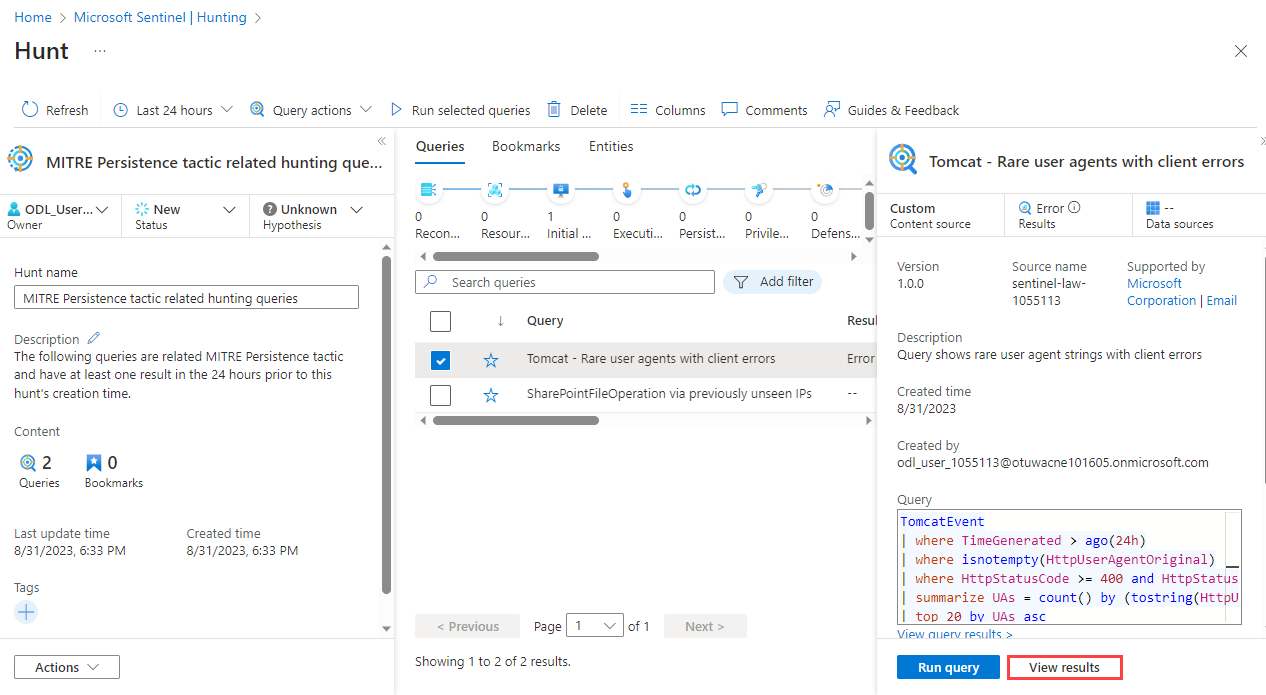 Home > Microsoft Sentinel | Hunting >
Hunt ...
Refresh Last 24 hours Query actions Run selected queries Delete Columns Comments Guides & Feedback
MITRE Persistence tactic related hunting que...
ODL_User...
Owner
New
Status
Unknown
Hypothesis
Hunt name
MITRE Persistence tactic related hunting queries
Description
The following queries are related MITRE Persistence tactic
and have at least one result in the 24 hours prior to this
hunt's creation time.
Content
2
Queries
0
Bookmarks
Last update time
8/31/2023, 6:33 PM
Created time
8/31/2023, 6:33 PM
Tags
Actions
Queries Bookmarks Entities
0 0 1 0 0 0 0
Recon... Resour... Initial ... Executi... Persist... Privile... Defens...
Search queries
Add filter
↓ Query Resul
Tomcat - Rare user agents with client errors Error
SharePointFileOperation via previously unseen IPs --
< Previous Page 1 of 1 Next >
Showing 1 to 2 of 2 results.
Tomcat - Rare user agents with client errors
Custom
Content source
Error
Results
--
Data sources
Version
1.0.0
Source name
sentinel-law-
1055113
Supported by
Microsoft
Corporation | Email
Description
Query shows rare user agent strings with client errors
Created time
8/31/2023
Created by
odl_user_1055113@otuwacne101605.onmicrosoft.com
Query
TomcatEvent
| where TimeGenerated > ago(24h)
| where isnotempty(HttpUserAgentOriginal)
| where HttpStatusCode >= 400 and HttpStatus
| summarize UAs = count() by (tostring(HttpU
| top 20 by UAs asc
View query results >
Run query View results